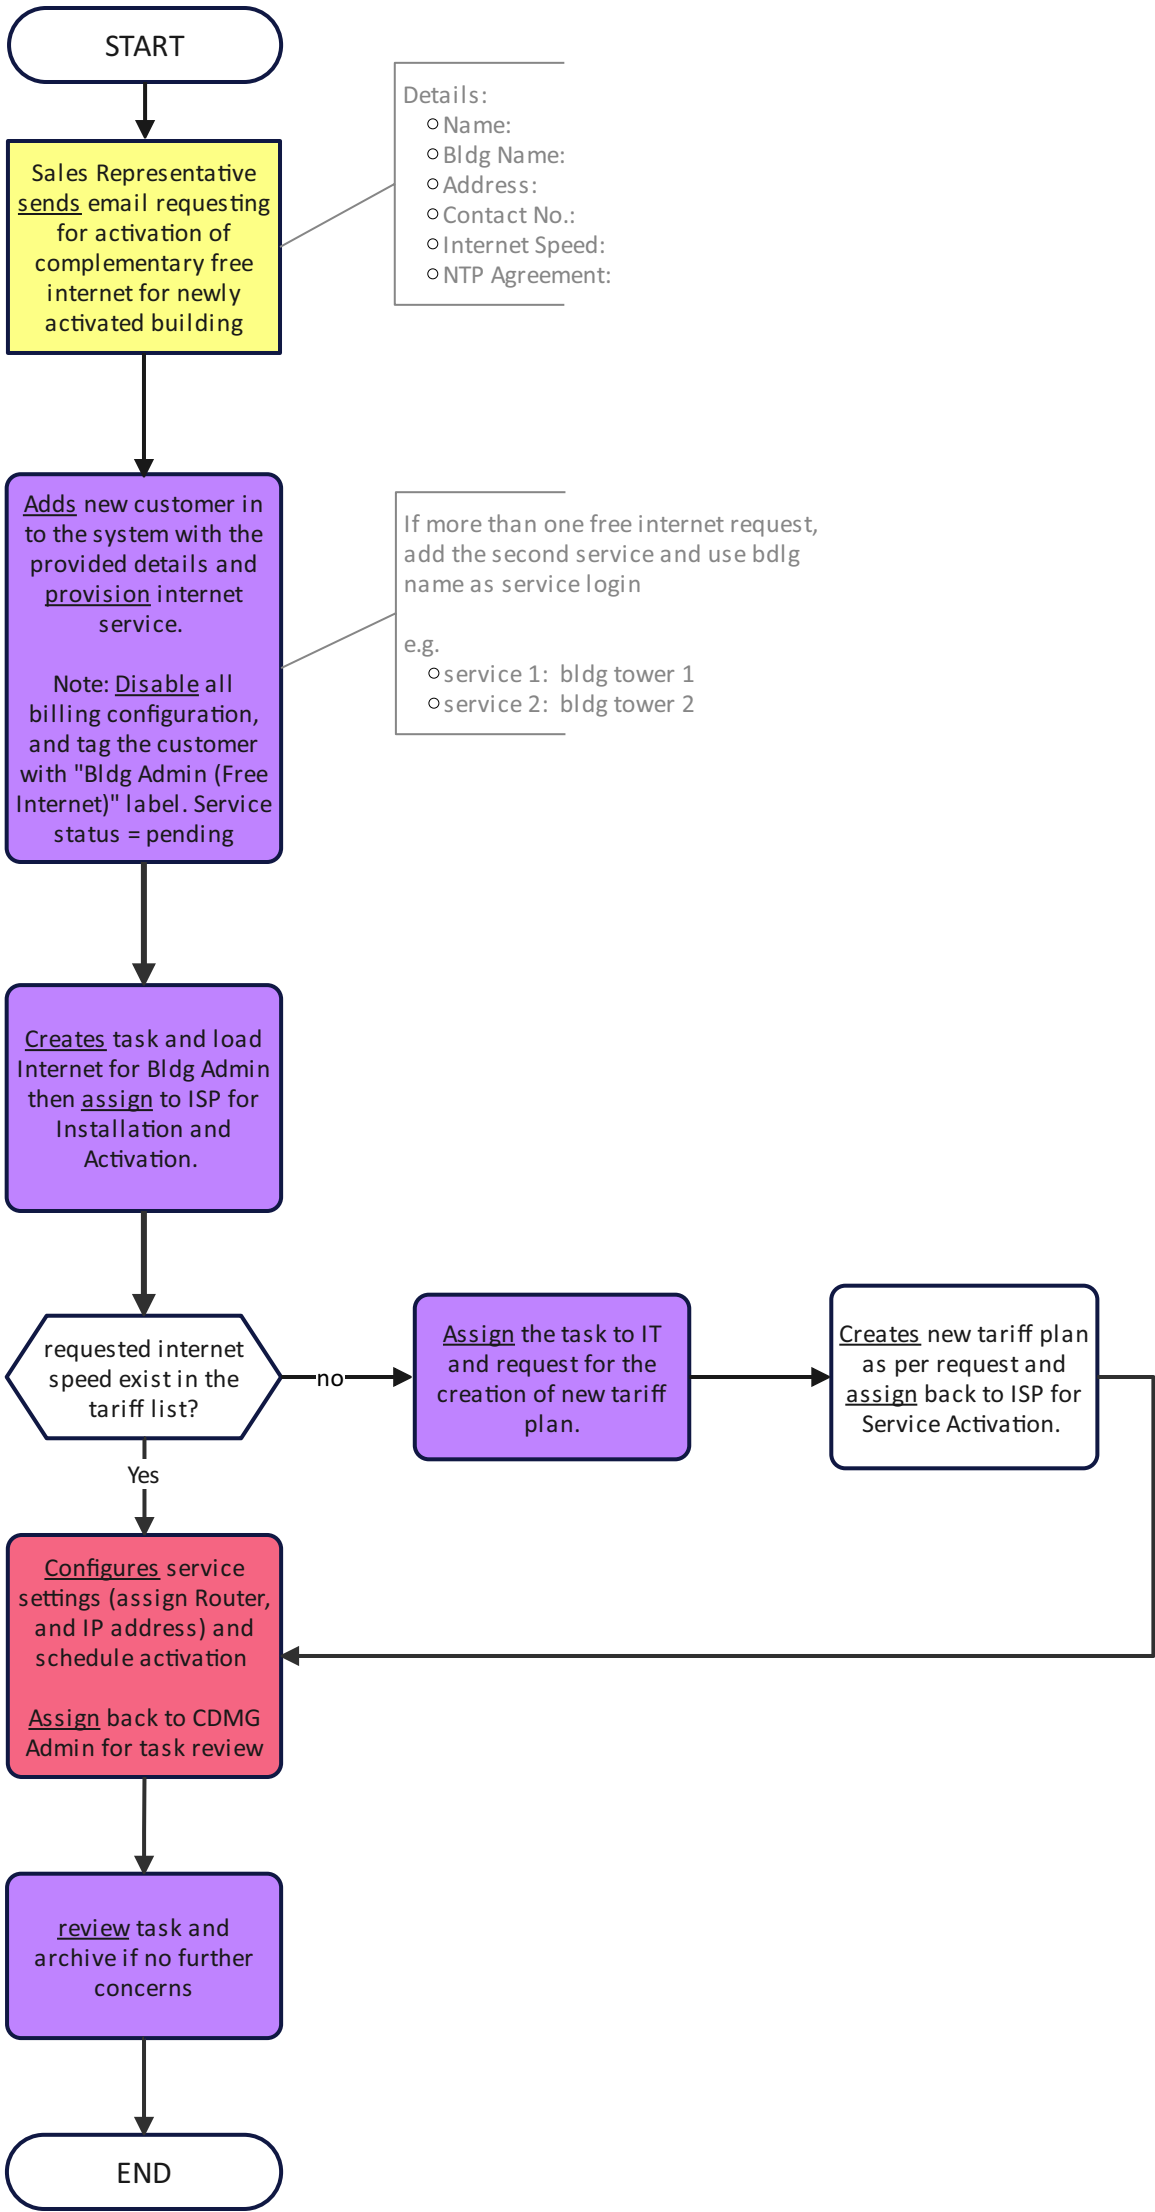 START
Details:
Name:
Bldg Name:
Address:
Contact No.:
Internet Speed:
NTP Agreement:
Sales Representative
sends email requesting
for activation of
complementary free
internet for newly
activated building
Adds new customer in
to the system with the
provided details and
provision internet
service.
Note: Disable all
billing configuration,
and tag the customer
with "Bldg Admin (Free
Internet)" label. Service
status = pending
If more than one free internet request,
add the second service and use bdlg
name as service login
e.g.
service 1:  bldg tower 1
service 2:  bldg tower 2
Creates task and load
Internet for Bldg Admin
then assign to ISP for
Installation and
Activation.
requested internet
speed exist in the
tariff list?
no
Assign the task to IT
and request for the
creation of new tariff
plan.
Creates new tariff plan
as per request and
assign back to ISP for
Service Activation.
Yes
Configures service
settings (assign Router,
and IP address) and
schedule activation
Assign back to CDMG
Admin for task review
review task and
archive if no further
concerns
END